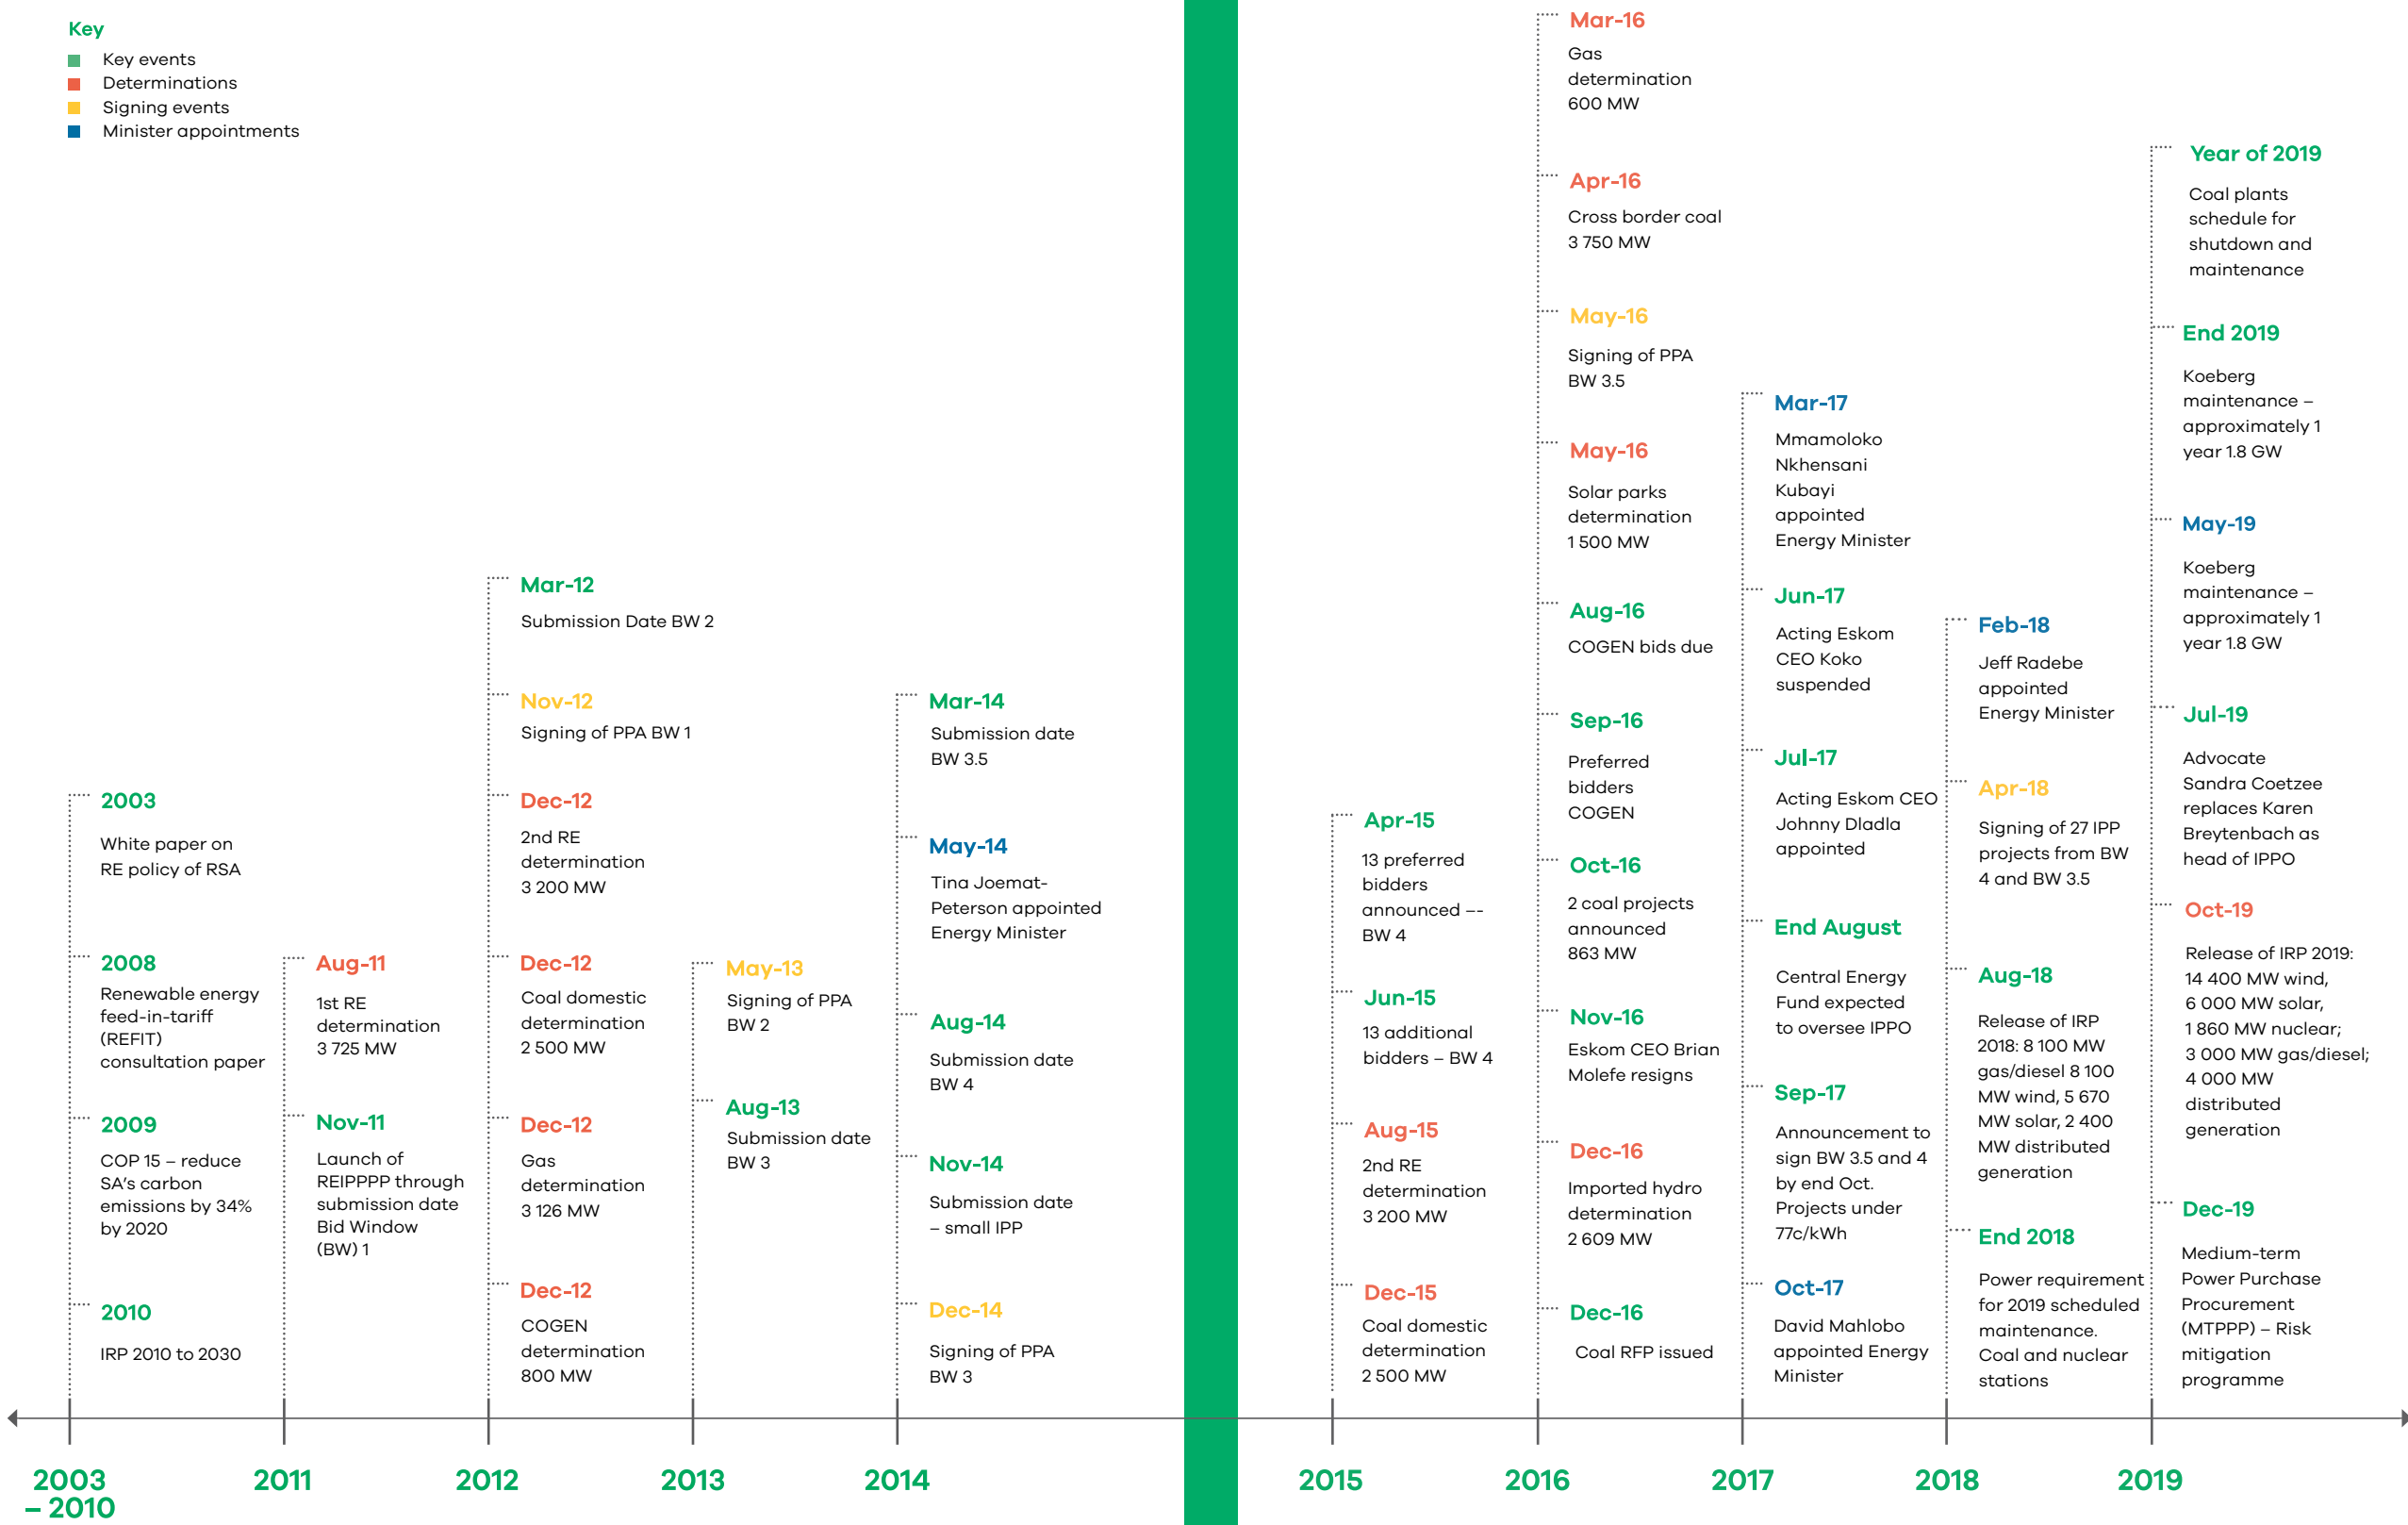 Key
Key events
Determinations
Signing events
Minister appointments
2003
White paper on
RE policy of RSA
2008
Renewable energy
feed-in-tariff
(REFIT)
consultation paper
2009
COP 15 – reduce
SA's carbon
emissions by 34%
by 2020
2010
IRP 2010 to 2030
Aug-11
1st RE
determination
3 725 MW
Nov-11
Launch of
REIPPPP through
submission date
Bid Window
(BW) 1
Mar-12
Submission Date BW 2
Nov-12
Signing of PPA BW 1
Dec-12
2nd RE
determination
3 200 MW
Dec-12
Coal domestic
determination
2 500 MW
Dec-12
Gas
determination
3 126 MW
Dec-12
COGEN
determination
800 MW
May-13
Signing of PPA
BW 2
Aug-13
Submission date
BW 3
Mar-14
Submission date
BW 3.5
May-14
Tina Joemat-
Peterson appointed
Energy Minister
Aug-14
Submission date
BW 4
Nov-14
Submission date
– small IPP
Dec-14
Signing of PPA
BW 3
Apr-15
13 preferred
bidders
announced –-
BW 4
Jun-15
13 additional
bidders – BW 4
Aug-15
2nd RE
determination
3 200 MW
Dec-15
Coal domestic
determination
2 500 MW
Mar-16
Gas
determination
600 MW
Apr-16
Cross border coal
3 750 MW
May-16
Signing of PPA
BW 3.5
May-16
Solar parks
determination
1 500 MW
Aug-16
COGEN bids due
Sep-16
Preferred
bidders
COGEN
Oct-16
2 coal projects
announced
863 MW
Nov-16
Eskom CEO Brian
Molefe resigns
Dec-16
Imported hydro
determination
2 609 MW
Dec-16
Coal RFP issued
Mar-17
Mmamoloko
Nkhensani
Kubayi
appointed
Energy Minister
Jun-17
Acting Eskom
CEO Koko
suspended
Jul-17
Acting Eskom CEO
Johnny Dladla
appointed
End August
Central Energy
Fund expected
to oversee IPPO
Sep-17
Announcement to
sign BW 3.5 and 4
by end Oct.
Projects under
77c/kWh
Oct-17
David Mahlobo
appointed Energy
Minister
Feb-18
Jeff Radebe
appointed
Energy Minister
Apr-18
Signing of 27 IPP
projects from BW
4 and BW 3.5
Aug-18
Release of IRP
2018: 8 100 MW
gas/diesel 8 100
MW wind, 5 670
MW solar, 2 400
MW distributed
generation
End 2018
Power requirement
for 2019 scheduled
maintenance.
Coal and nuclear
stations
Year of 2019
Coal plants
schedule for
shutdown and
maintenance
End 2019
Koeberg
maintenance –
approximately 1
year 1.8 GW
May-19
Koeberg
maintenance –
approximately 1
year 1.8 GW
Jul-19
Advocate
Sandra Coetzee
replaces Karen
Breytenbach as
head of IPPO
Oct-19
Release of IRP 2019:
14 400 MW wind,
6 000 MW solar,
1 860 MW nuclear;
3 000 MW gas/diesel;
4 000 MW
distributed
generation
Dec-19
Medium-term
Power Purchase
Procurement
(MTPPP) – Risk
mitigation
programme
2003
– 2010
2011
2012
2013
2014
2015
2016
2017
2018
2019